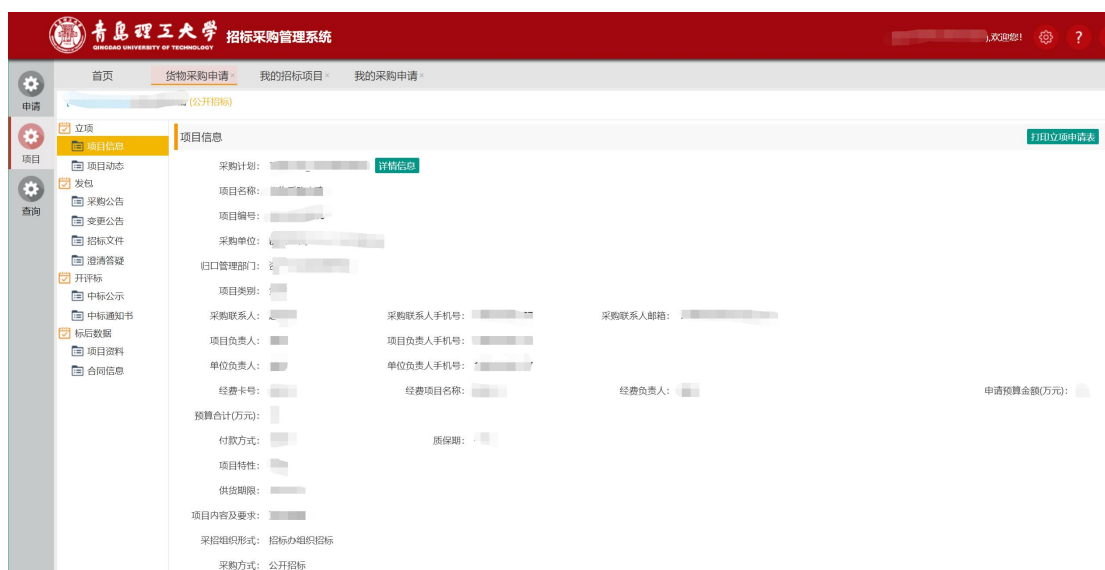 青岛理工大学 招标采购管理系统
QINGDAO UNIVERSITY OF TECHNOLOGY
),欢迎您!
?
首页 货物采购申请× 我的招标项目× 我的采购申请×
申请
项目
查询
(公开招标)
立项
项目信息
项目动态
发包
采购公告
变更公告
招标文件
澄清答疑
开评标
中标公示
中标通知书
标后数据
项目资料
合同信息
项目信息 打印立项申请表
采购计划: 详情信息
项目名称:
项目编号:
采购单位:
归口管理部门:
项目类别:
采购联系人: 采购联系人手机号: 采购联系人邮箱:
项目负责人: 项目负责人手机号:
单位负责人: 单位负责人手机号:
经费卡号: 经费项目名称: 经费负责人: 申请预算金额(万元):
预算合计(万元):
付款方式: 质保期:
项目特性:
供货期限:
项目内容及要求:
采招组织形式: 招标办组织招标
采购方式: 公开招标